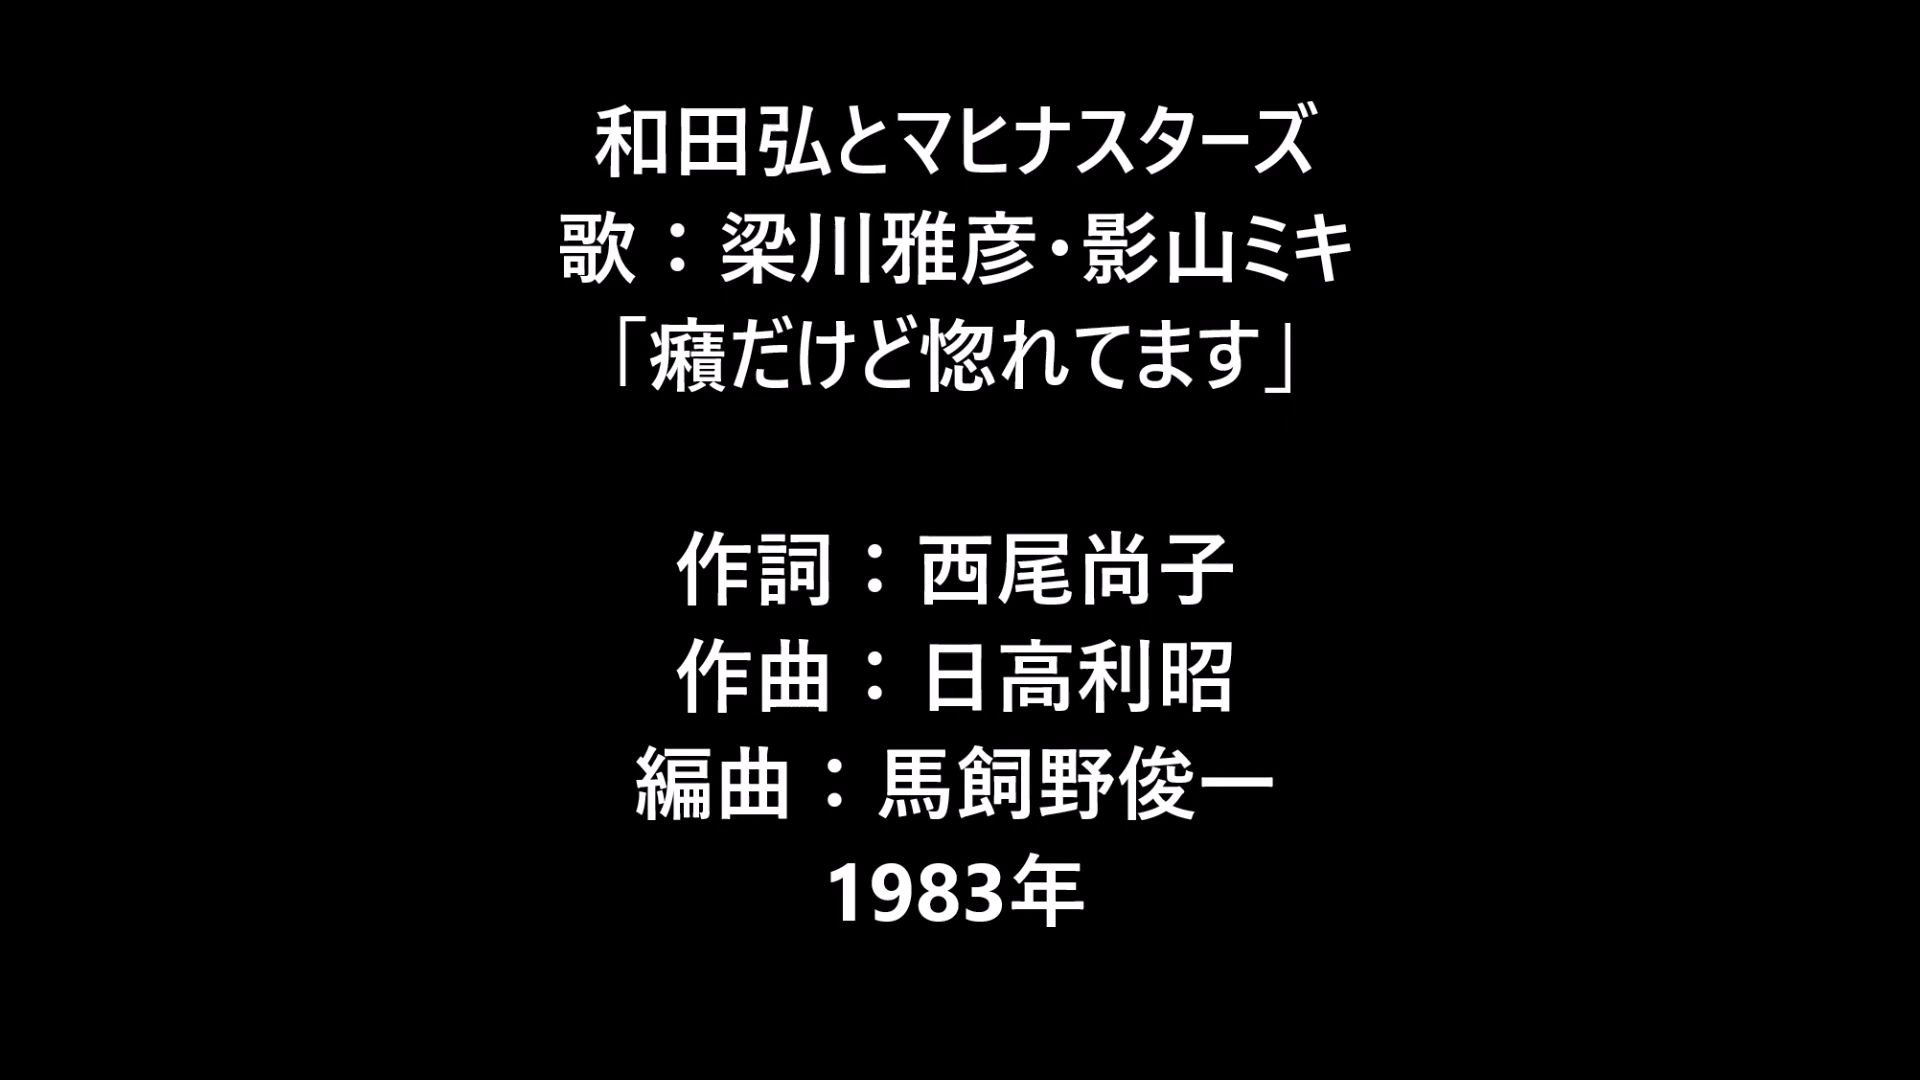 和田弘とマヒナスターズ
歌：梁川雅彦･影山ミキ
「癪だけど惚れてます」
作詞：西尾尚子
作曲：日高利昭
編曲：馬飼野俊一
1983年